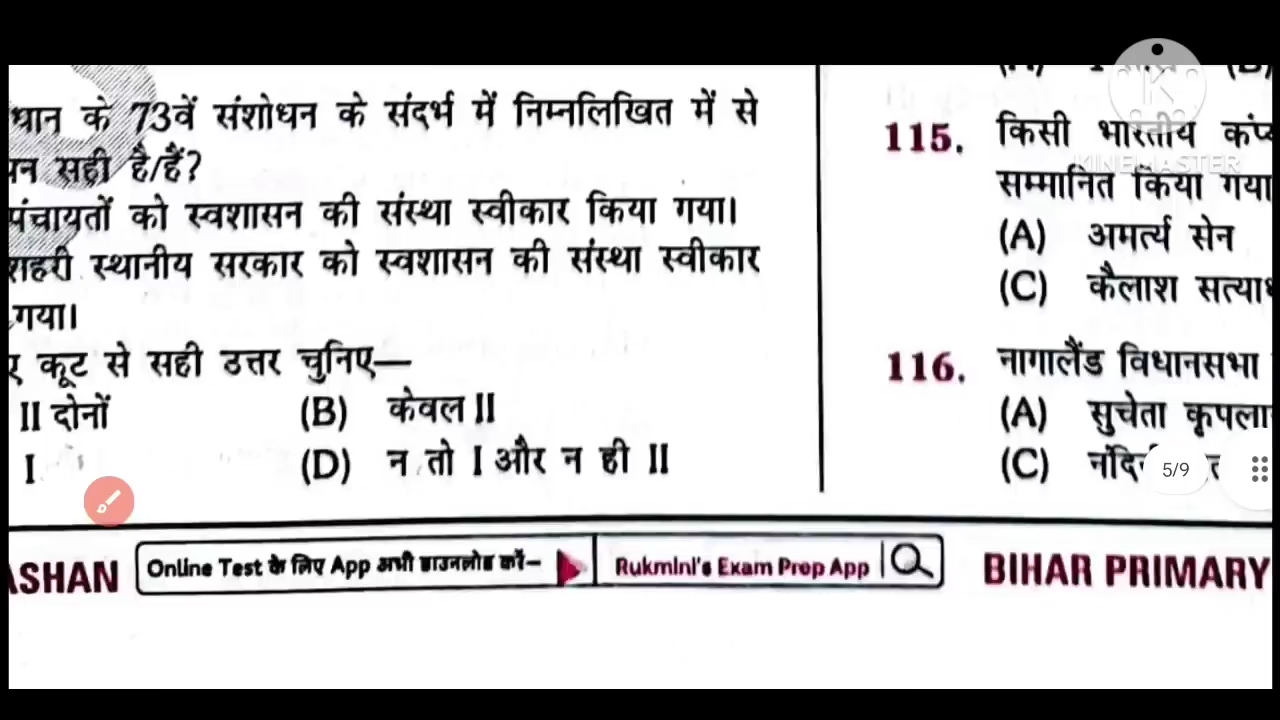 धान के 73वें संशोधन के संदर्भ में निम्नलिखित में से
सही है/हैं?
पंचायतों को स्वशासन की संस्था स्वीकार किया गया।
शहरी स्थानीय सरकार को स्वशासन की संस्था स्वीकार
गया।
कूट से सही उत्तर चुनिए—
II दोनों (B) केवल II
I (D) न तो I और न ही II
115. किसी भारतीय
सम्मानित किया गया
(A) अमर्त्य सेन
(C) कैलाश
116. नागालैंड विधानसभा
(A) सुचेता
(C)
5/9
KINEMASTER
ASHAN
Online Test के लिए App अभी डाउनलोड करें—
Rukmini's Exam Prep App
BIHAR PRIMARY